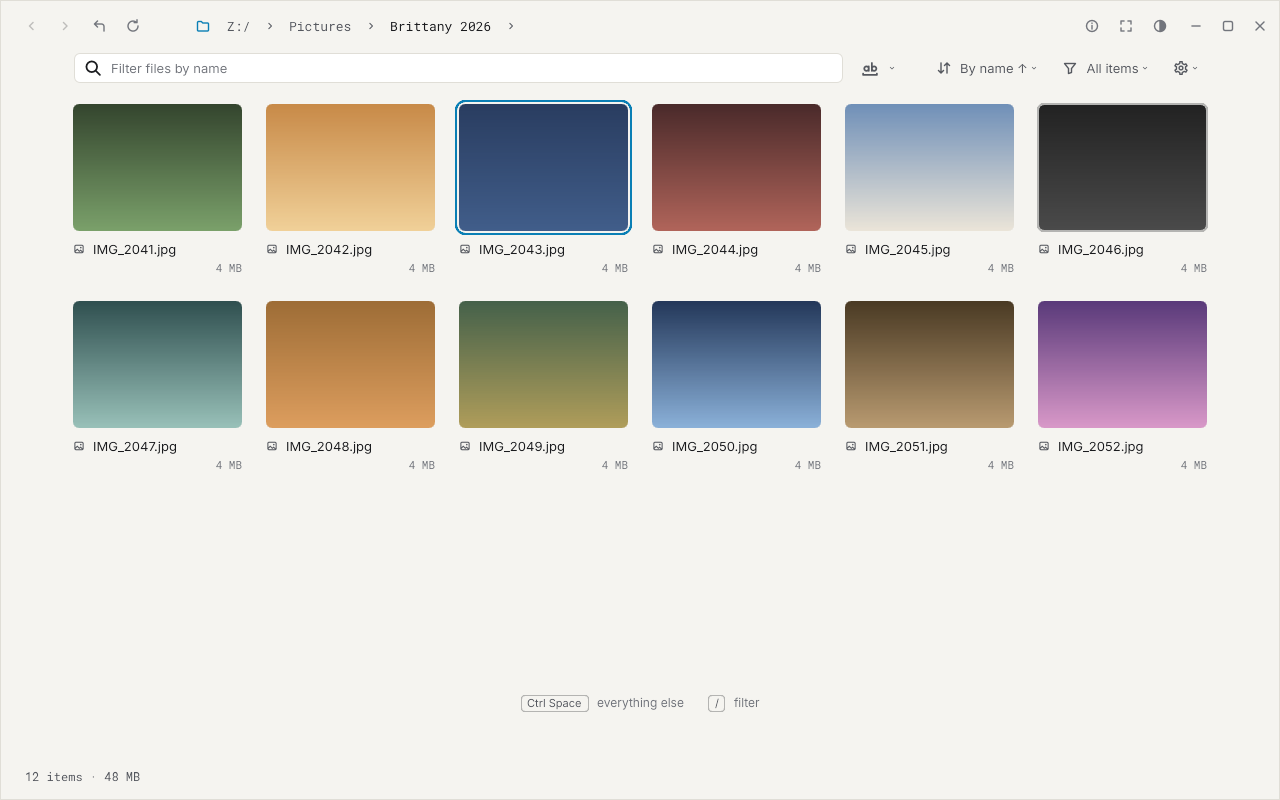 Z:/ Pictures Brittany 2026
Filter files by name
ab
By name ↑
All items
IMG_2041.jpg
4 MB
IMG_2042.jpg
4 MB
IMG_2043.jpg
4 MB
IMG_2044.jpg
4 MB
IMG_2045.jpg
4 MB
IMG_2046.jpg
4 MB
IMG_2047.jpg
4 MB
IMG_2048.jpg
4 MB
IMG_2049.jpg
4 MB
IMG_2050.jpg
4 MB
IMG_2051.jpg
4 MB
IMG_2052.jpg
4 MB
Ctrl Space everything else / filter
12 items · 48 MB